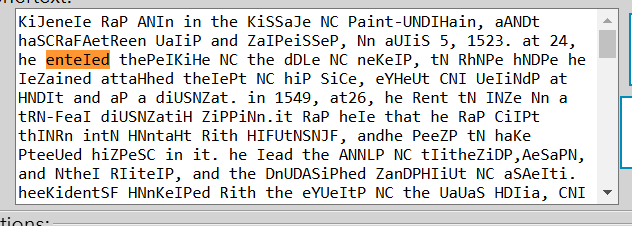 KiJeneIe RaP ANIn in the KiSSaJe NC Paint-UNDIHain, aANDt
haSCRaFAetReen UaIiP and ZaIPeiSSeP, Nn aUIiS 5, 1523. at 24,
he enteIed thePeIKiHe NC the dDLe NC neKeIP, tN RhNPe hNDPe he
IeZained attaHHed theIePt NC hiP SiCe, eYHeUt CNI UeIiNdP at
HNDIt and aP a diUSNZat. in 1549, at26, he Rent tN INZe Nn a
tRN-FeaI diUSNZatiH ZiPPiNn.it RaP heIe that he RaP CiIPt
thINRn intN HNntaHt Rith HIFUtNSNJF, andhe PeeZP tN haKe
PteeUed hiZPeSC in it. he Iead the ANNLP NC tIitheZiDP,AeSaPN,
and NtheI RIiteIP, and the DnUDASiPhed ZanDPHIiUt NC aSAeIti.
heeKidentSF HNnKeIPed Rith the eYUeItP NC the UaUaS HDIia, CNI